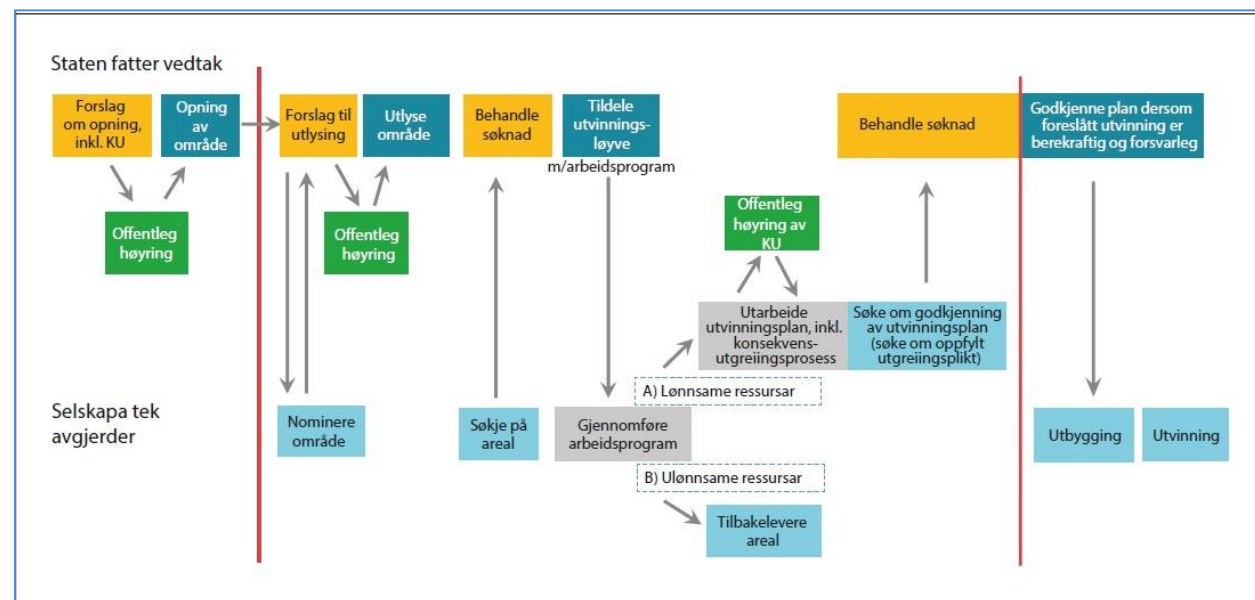 Staten fatter vedtak
Forslag
om opning,
inkl. KU
Opning
av
område
Offentleg
høyring
Forslag til
utlysing
Utlyse
område
Offentleg
høyring
Behandle
søknad
Tildele
utvinnings-
løyve
m/arbeidsprogram
Behandle søknad
Godkjenne plan dersom
foreslått utvinning er
berekraftig og forsvarleg
Offentleg
høyring av
KU
Utarbeide
utvinningsplan, inkl.
konsekvens-
utgreiingsprosess
Søke om godkjenning
av utvinningsplan
(søke om oppfylt
utgreiingsplikt)
A) Lønnsame ressursar
Selskapa tek
avgjerder
Nominere
område
Søkje på
areal
Gjennomføre
arbeidsprogram
B) Ulønnsame ressursar
Tilbakelevere
areal
Utbygging
Utvinning